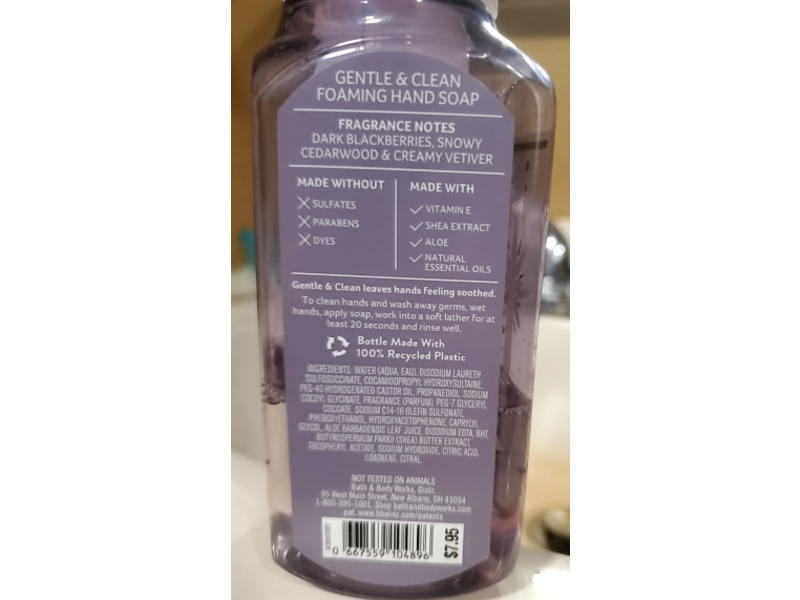 GENTLE & CLEAN
FOAMING HAND SOAP
FRAGRANCE NOTES
DARK BLACKBERRIES, SNOWY
CEDARWOOD & CREAMY VETIVER
MADE WITHOUT
SULFATES
PARABENS
DYES
MADE WITH
VITAMIN E
SHEA EXTRACT
ALOE
NATURAL
ESSENTIAL OILS
Gentle & Clean leaves hands feeling soothed.
To clean hands and wash away germs, wet
hands, apply soap, work into a soft lather for at
least 20 seconds and rinse well.
Bottle Made With
100% Recycled Plastic
INGREDIENTS: WATER (AQUA, EAU), DISODIUM LAURETH
SULFOSUCCINATE, COCAMIDOPROPYL HYDROXYSULTAINE,
PEG-40 HYDROGENATED CASTOR OIL, PROPANEDIOL, SODIUM
COCOYL GLYCINATE, FRAGRANCE (PARFUM), PEG-7 GLYCERYL
COCOATE, SODIUM C14-16 OLEFIN SULFONATE,
PHENOXYETHANOL, HYDROXYACETOPHENONE, CAPRYLYL
GLYCOL, ALOE BARBADENSIS LEAF JUICE, DISODIUM EDTA, BHT,
BUTYROSPERMUM PARKII (SHEA) BUTTER EXTRACT,
TOCOPHERYL ACETATE, SODIUM HYDROXIDE, CITRIC ACID,
LIMONENE, CITRAL.
NOT TESTED ON ANIMALS
Bath & Body Works, Distr.
95 West Main Street, New Albany, OH 43054
1-800-395-1001, Shop bathandbodyworks.com
pat. www.bbwinc.com/patents
0 667559 104896
$7.95